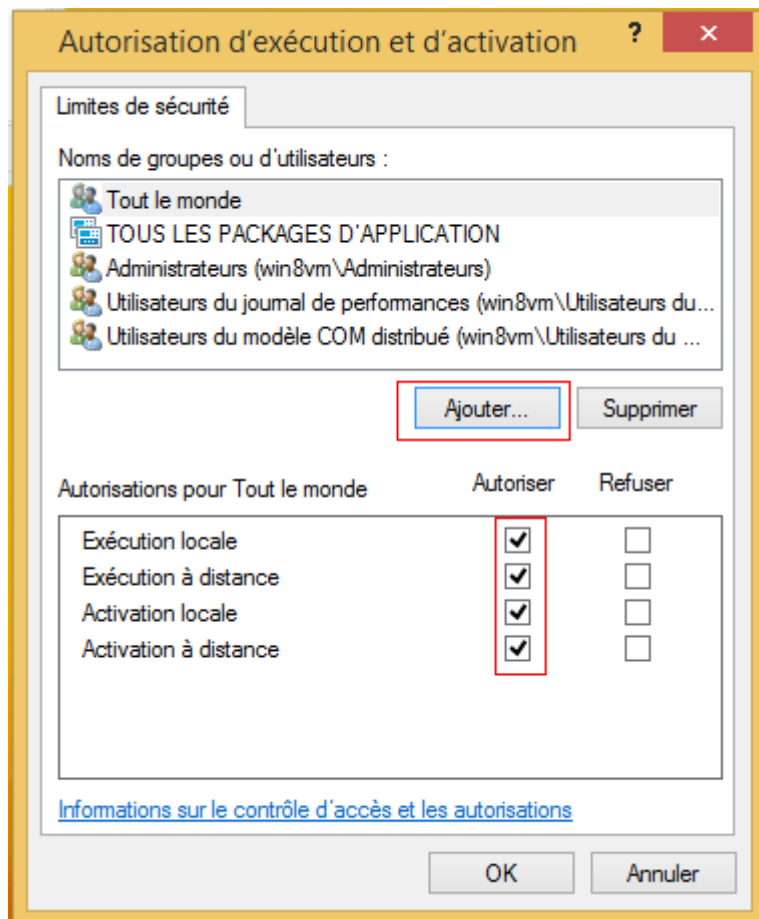 Autorisation d'exécution et d'activation ? ×
Limites de sécurité
Noms de groupes ou d'utilisateurs :
Tout le monde
TOUS LES PACKAGES D'APPLICATION
Administrateurs (win8vm\Administrateurs)
Utilisateurs du journal de performances (win8vm\Utilisateurs du...
Utilisateurs du modèle COM distribué (win8vm\Utilisateurs du ...
Ajouter... Supprimer
Autorisations pour Tout le monde Autoriser Refuser
Exécution locale
Exécution à distance
Activation locale
Activation à distance
Informations sur le contrôle d'accès et les autorisations
OK Annuler